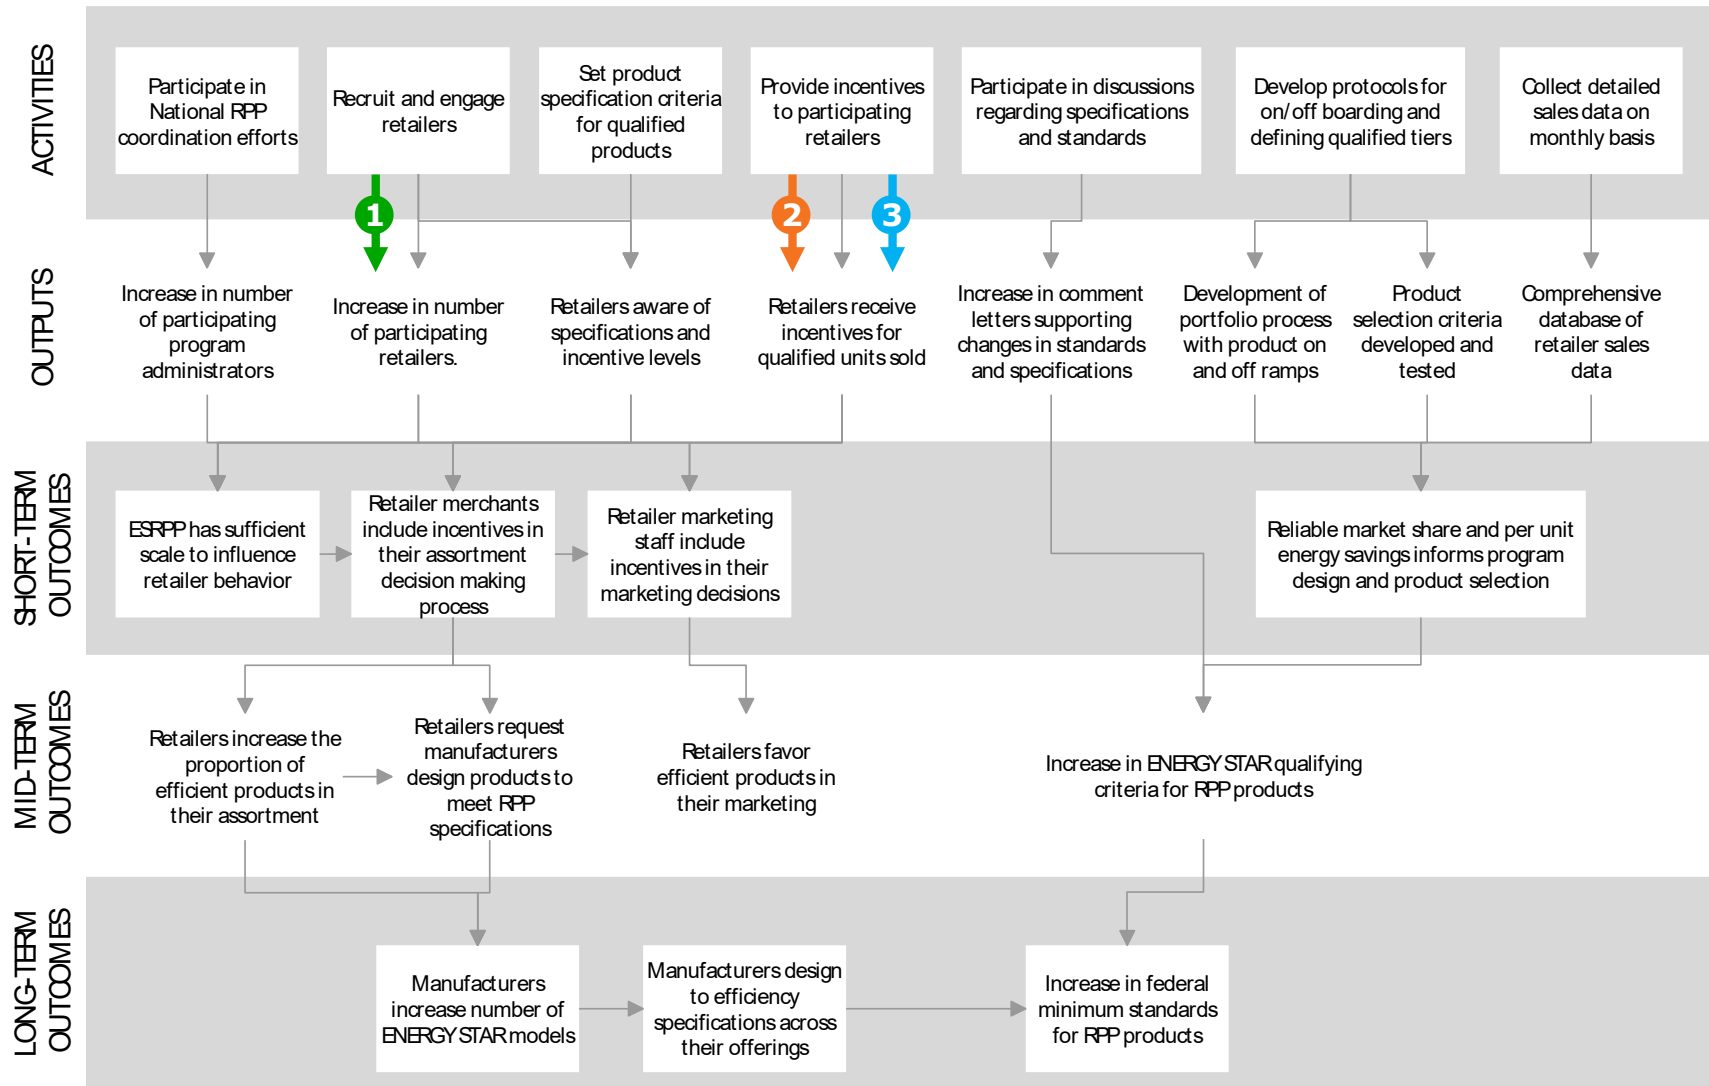 ACTIVITIES
Participate in
National RPP
coordination efforts
Recruit and engage
retailers
Set product
specification criteria
for qualified
products
Provide incentives
to participating
retailers
Participate in discussions
regarding specifications
and standards
Develop protocols for
on/off boarding and
defining qualified tiers
Collect detailed
sales data on
monthly basis
1
2
3
OUTPUTS
Increase in number
of participating
program
administrators
Increase in number
of participating
retailers.
Retailers aware of
specifications and
incentive levels
Retailers receive
incentives for
qualified units sold
Increase in comment
letters supporting
changes in standards
and specifications
Development of
portfolio process
with product on
and off ramps
Product
selection criteria
developed and
tested
Comprehensive
database of
retailer sales
data
SHORT-TERM
OUTCOMES
ESRPP has sufficient
scale to influence
retailer behavior
Retailer merchants
include incentives in
their assortment
decision making
process
Retailer marketing
staff include
incentives in their
marketing decisions
Reliable market share and per unit
energy savings informs program
design and product selection
MID-TERM
OUTCOMES
Retailers increase the
proportion of
efficient products in
their assortment
Retailers request
manufacturers
design products to
meet RPP
specifications
Retailers favor
efficient products in
their marketing
Increase in ENERGY STAR qualifying
criteria for RPP products
LONG-TERM
OUTCOMES
Manufacturers
increase number of
ENERGY STAR models
Manufacturers design
to efficiency
specifications across
their offerings
Increase in federal
minimum standards
for RPP products